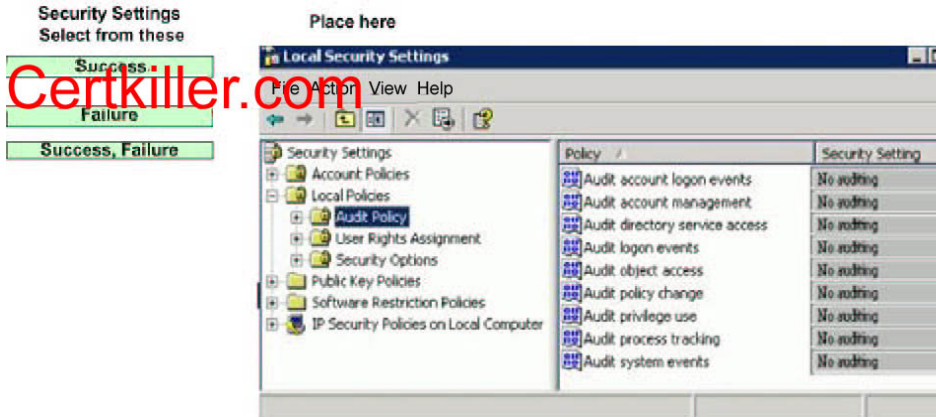 Security Settings
Select from these
Success
Failure
Success, Failure
Certkiller.com
Place here
Local Security Settings
File Action View Help
Security Settings
Account Policies
Local Policies
Audit Policy
User Rights Assignment
Security Options
Public Key Policies
Software Restriction Policies
IP Security Policies on Local Computer
Policy Security Setting
Audit account logon events No auditing
Audit account management No auditing
Audit directory service access No auditing
Audit logon events No auditing
Audit object access No auditing
Audit policy change No auditing
Audit privilege use No auditing
Audit process tracking No auditing
Audit system events No auditing